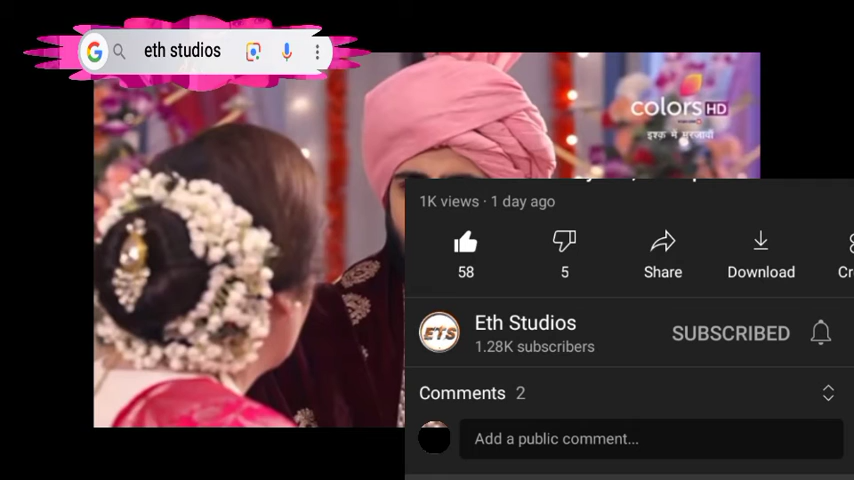 eth studios
colors HD
इश्क़ में मरजावां
1K views · 1 day ago
58
5
Share
Download
Cr
ETS
Eth Studios
1.28K subscribers
SUBSCRIBED
Comments 2
Add a public comment...